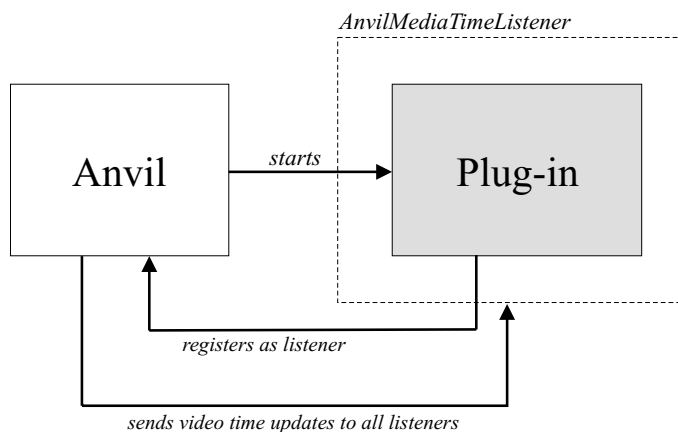 AnvilMediaTimeListener
Anvil
starts
Plug-in
registers as listener
sends video time updates to all listeners